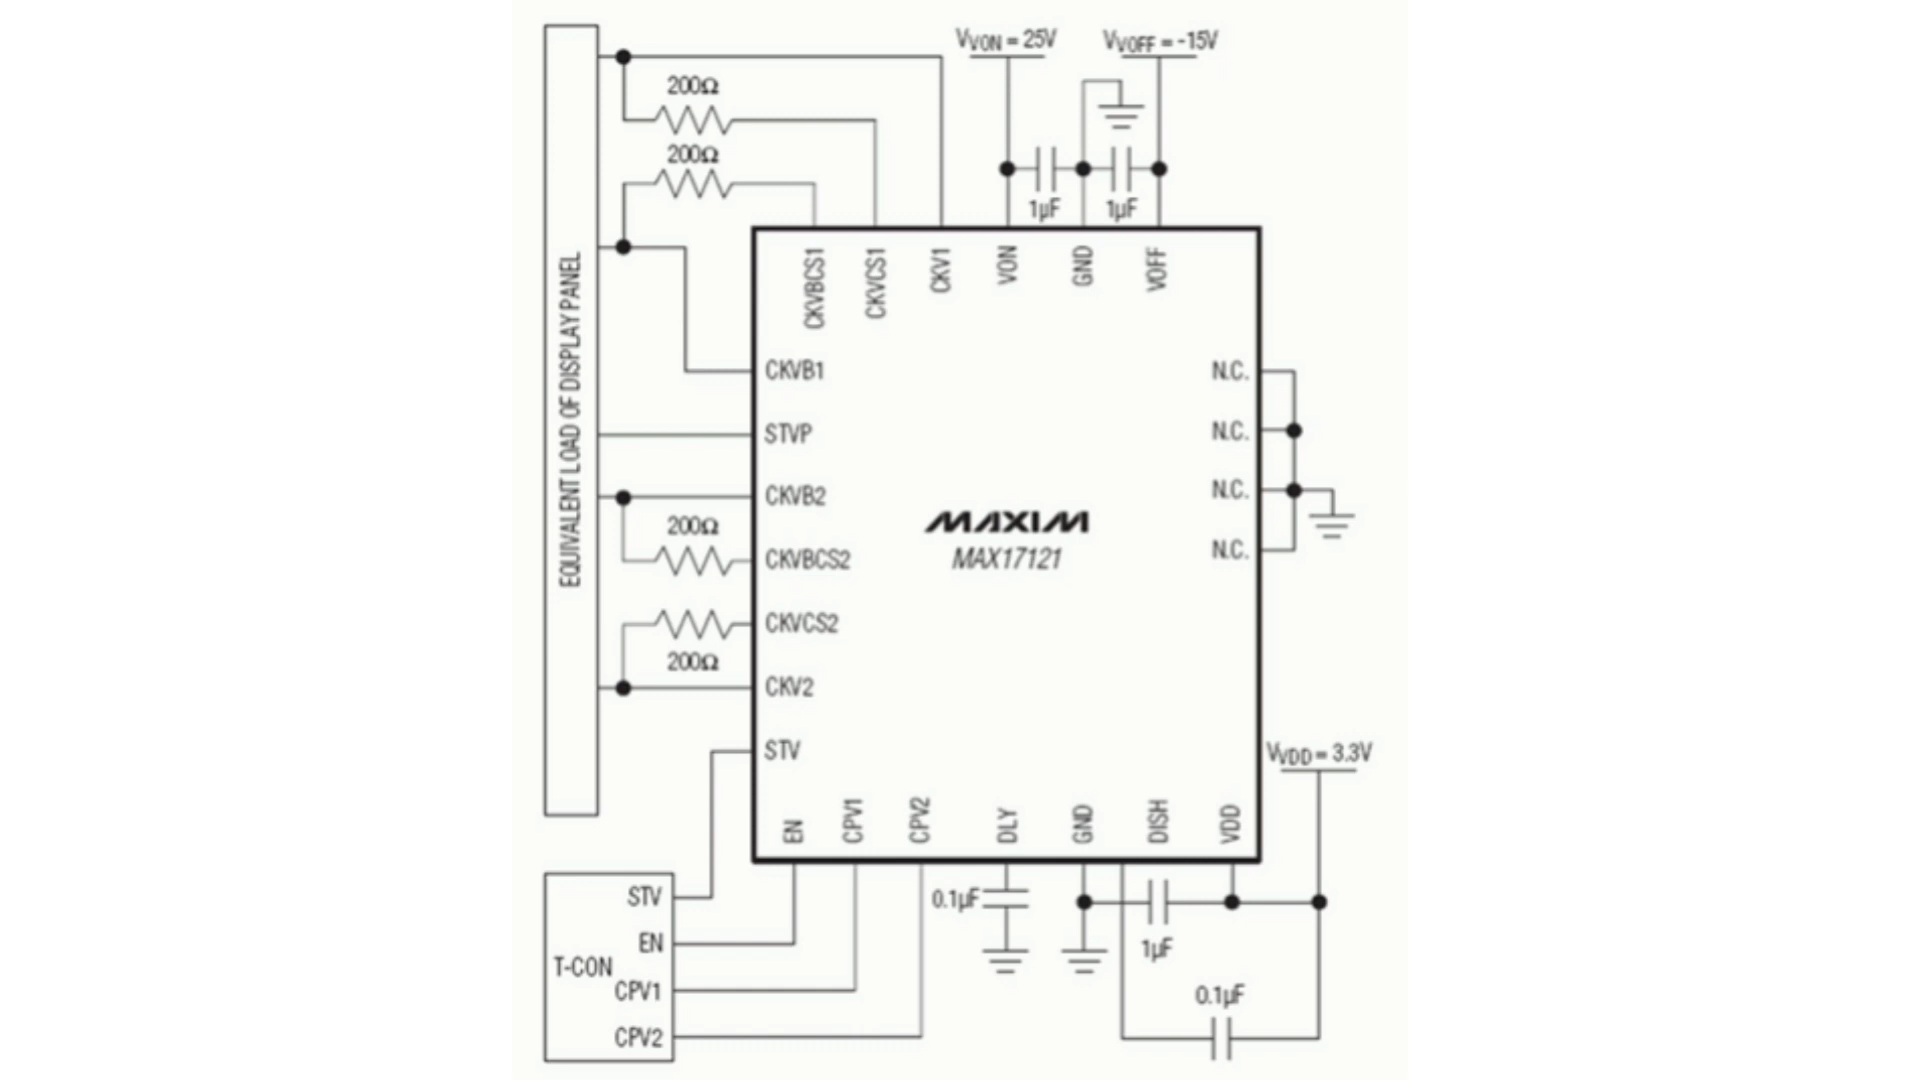 V_VON = 25V
V_VOFF = -15V
200Ω
200Ω
1µF
1µF
EQUIVALENT LOAD OF DISPLAY PANEL
CKVBCS1
CKVCS1
CKV1
VON
GND
VOFF
CKVB1
STVP
CKVB2
200Ω
CKVBCS2
CKVCS2
200Ω
CKV2
STV
N.C.
N.C.
N.C.
N.C.
MAXIM
MAX17121
V_VDD = 3.3V
EN
CPV1
CPV2
DLY
GND
DISH
VDD
0.1µF
1µF
0.1µF
STV
EN
T-CON
CPV1
CPV2